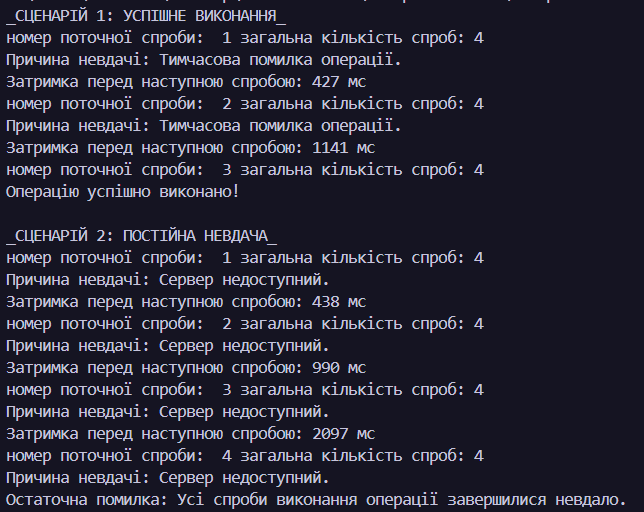 _СЦЕНАРІЙ 1: УСПІШНЕ ВИКОНАННЯ_
номер поточної спроби:  1 загальна кількість спроб: 4
Причина невдачі: Тимчасова помилка операції.
Затримка перед наступною спробою: 427 мс
номер поточної спроби:  2 загальна кількість спроб: 4
Причина невдачі: Тимчасова помилка операції.
Затримка перед наступною спробою: 1141 мс
номер поточної спроби:  3 загальна кількість спроб: 4
Операцію успішно виконано!

_СЦЕНАРІЙ 2: ПОСТІЙНА НЕВДАЧА_
номер поточної спроби:  1 загальна кількість спроб: 4
Причина невдачі: Сервер недоступний.
Затримка перед наступною спробою: 438 мс
номер поточної спроби:  2 загальна кількість спроб: 4
Причина невдачі: Сервер недоступний.
Затримка перед наступною спробою: 990 мс
номер поточної спроби:  3 загальна кількість спроб: 4
Причина невдачі: Сервер недоступний.
Затримка перед наступною спробою: 2097 мс
номер поточної спроби:  4 загальна кількість спроб: 4
Причина невдачі: Сервер недоступний.
Остаточна помилка: Усі спроби виконання операції завершилися невдало.